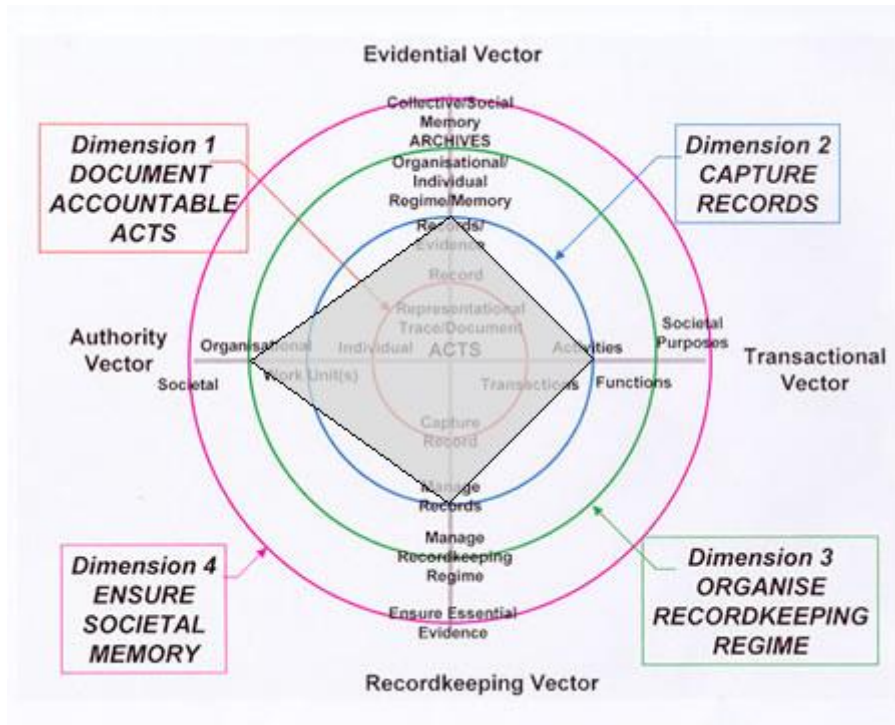 Evidential Vector
Collective/Social
Memory
ARCHIVES
Dimension 1
DOCUMENT
ACCOUNTABLE
ACTS
Dimension 2
CAPTURE
RECORDS
Organisational/
Individual
Regime/Memory
Records/
Evidence
Record
Representational
Trace/Document
ACTS
Authority
Vector
Organisational
Individual
Societal
Work Unit(s)
Activities
Transactions
Functions
Societal
Purposes
Transactional
Vector
Capture
Record
Manage
Records
Manage
Recordkeeping
Regime
Ensure Essential
Evidence
Dimension 4
ENSURE
SOCIETAL
MEMORY
Dimension 3
ORGANISE
RECORDKEEPING
REGIME
Recordkeeping Vector